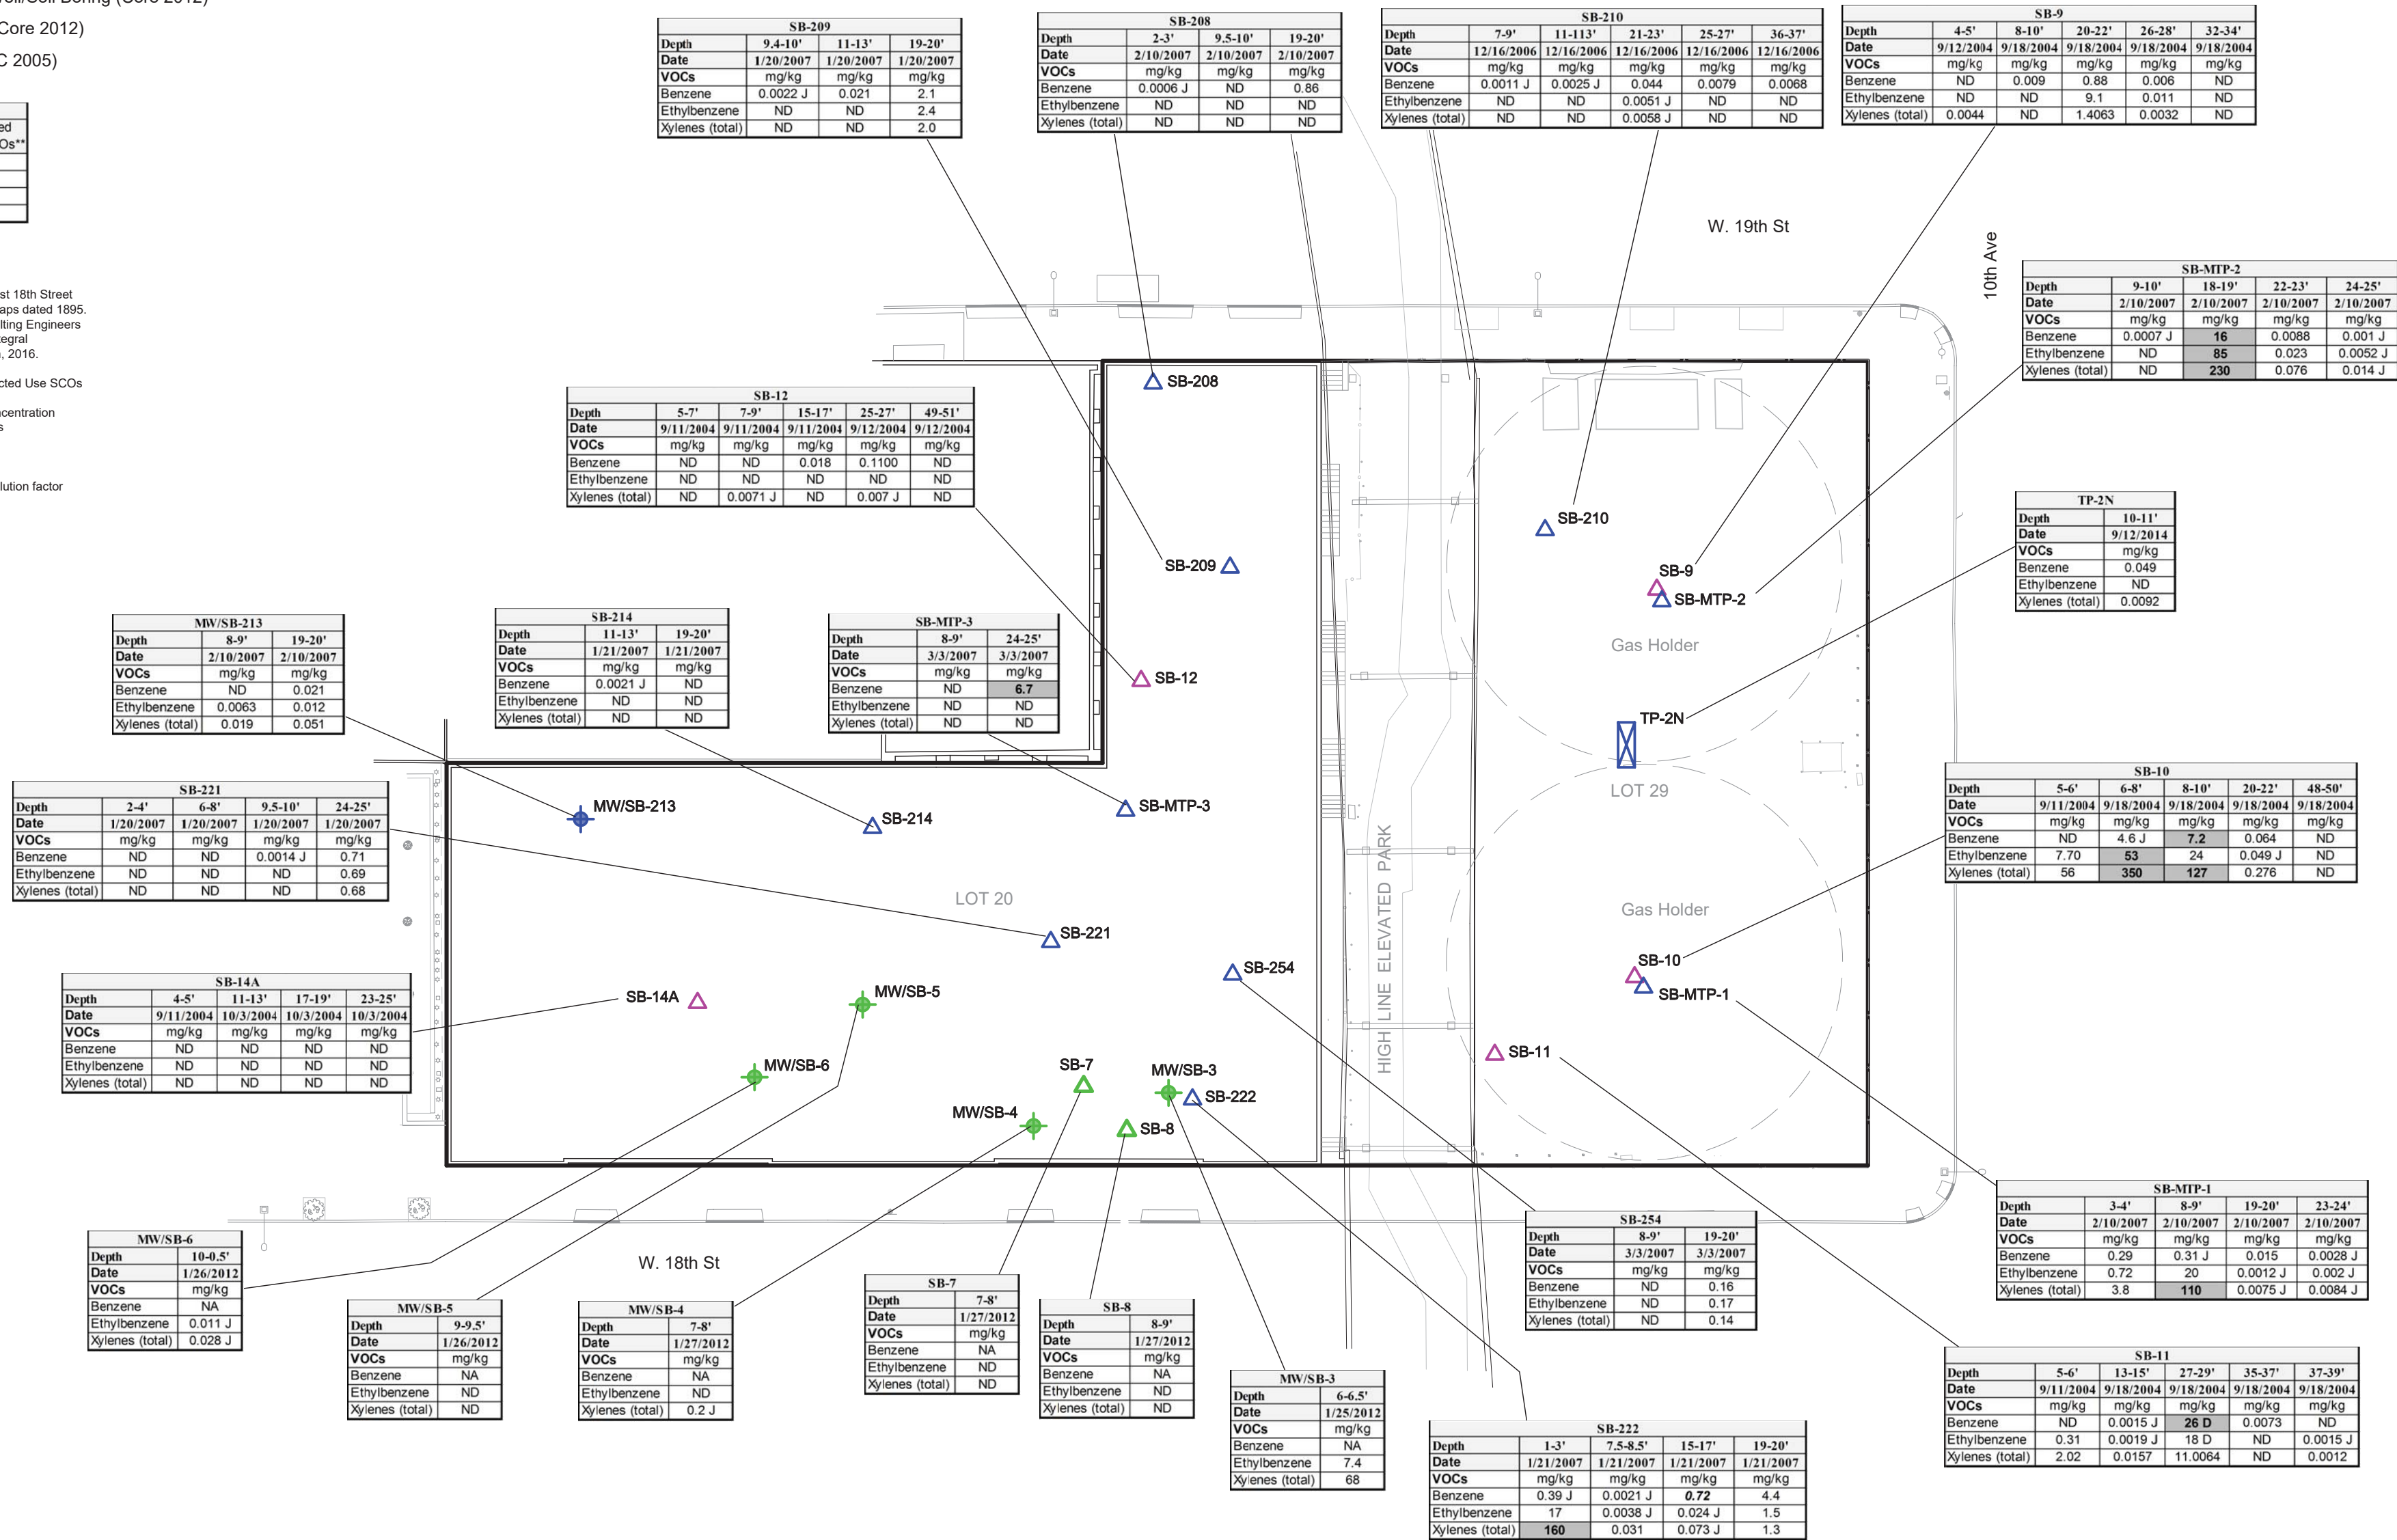 ell/Soil Boring (Core 2012)
Core 2012)
C 2005)
ed
Os**
st 18th Street
aps dated 1895.
lting Engineers
tegral
, 2016.
cted Use SCOs
ncentration
s
lution factor
SB-209
Depth 9.4-10' 11-13' 19-20'
Date 1/20/2007 1/20/2007 1/20/2007
VOCs mg/kg mg/kg mg/kg
Benzene 0.0022 J 0.021 2.1
Ethylbenzene ND ND 2.4
Xylenes (total) ND ND 2.0
SB-208
Depth 2-3' 9.5-10' 19-20'
Date 2/10/2007 2/10/2007 2/10/2007
VOCs mg/kg mg/kg mg/kg
Benzene 0.0006 J ND 0.86
Ethylbenzene ND ND ND
Xylenes (total) ND ND ND
SB-210
Depth 7-9' 11-113' 21-23' 25-27' 36-37'
Date 12/16/2006 12/16/2006 12/16/2006 12/16/2006 12/16/2006
VOCs mg/kg mg/kg mg/kg mg/kg mg/kg
Benzene 0.0011 J 0.0025 J 0.044 0.0079 0.0068
Ethylbenzene ND ND 0.0051 J ND ND
Xylenes (total) ND ND 0.0058 J ND ND
SB-9
Depth 4-5' 8-10' 20-22' 26-28' 32-34'
Date 9/12/2004 9/18/2004 9/18/2004 9/18/2004 9/18/2004
VOCs mg/kg mg/kg mg/kg mg/kg mg/kg
Benzene ND 0.009 0.88 0.006 ND
Ethylbenzene ND ND 9.1 0.011 ND
Xylenes (total) 0.0044 ND 1.4063 0.0032 ND
W. 19th St
10th Ave
SB-MTP-2
Depth 9-10' 18-19' 22-23' 24-25'
Date 2/10/2007 2/10/2007 2/10/2007 2/10/2007
VOCs mg/kg mg/kg mg/kg mg/kg
Benzene 0.0007 J 16 0.0088 0.001 J
Ethylbenzene ND 85 0.023 0.0052 J
Xylenes (total) ND 230 0.076 0.014 J
SB-12
Depth 5-7' 7-9' 15-17' 25-27' 49-51'
Date 9/11/2004 9/11/2004 9/11/2004 9/12/2004 9/12/2004
VOCs mg/kg mg/kg mg/kg mg/kg mg/kg
Benzene ND ND 0.018 0.1100 ND
Ethylbenzene ND ND ND ND ND
Xylenes (total) ND 0.0071 J ND 0.007 J ND
TP-2N
Depth 10-11'
Date 9/12/2014
VOCs mg/kg
Benzene 0.049
Ethylbenzene ND
Xylenes (total) 0.0092
SB-208
SB-210
SB-209
SB-9
SB-MTP-2
Gas Holder
SB-12
TP-2N
LOT 29
MW/SB-213
Depth 8-9' 19-20'
Date 2/10/2007 2/10/2007
VOCs mg/kg mg/kg
Benzene ND 0.021
Ethylbenzene 0.0063 0.012
Xylenes (total) 0.019 0.051
SB-214
Depth 11-13' 19-20'
Date 1/21/2007 1/21/2007
VOCs mg/kg mg/kg
Benzene 0.0021 J ND
Ethylbenzene ND ND
Xylenes (total) ND ND
SB-MTP-3
Depth 8-9' 24-25'
Date 3/3/2007 3/3/2007
VOCs mg/kg mg/kg
Benzene ND 6.7
Ethylbenzene ND ND
Xylenes (total) ND ND
SB-221
Depth 2-4' 6-8' 9.5-10' 24-25'
Date 1/20/2007 1/20/2007 1/20/2007 1/20/2007
VOCs mg/kg mg/kg mg/kg mg/kg
Benzene ND ND 0.0014 J 0.71
Ethylbenzene ND ND ND 0.69
Xylenes (total) ND ND ND 0.68
SB-10
Depth 5-6' 6-8' 8-10' 20-22' 48-50'
Date 9/11/2004 9/18/2004 9/18/2004 9/18/2004 9/18/2004
VOCs mg/kg mg/kg mg/kg mg/kg mg/kg
Benzene ND 4.6 J 7.2 0.064 ND
Ethylbenzene 7.70 53 24 0.049 J ND
Xylenes (total) 56 350 127 0.276 ND
MW/SB-213
SB-214
SB-MTP-3
LOT 20
HIGH LINE ELEVATED PARK
Gas Holder
SB-221
SB-254
SB-10
SB-MTP-1
SB-14A
MW/SB-5
SB-11
MW/SB-6
SB-7
MW/SB-3
SB-222
MW/SB-4
SB-8
SB-14A
Depth 4-5' 11-13' 17-19' 23-25'
Date 9/11/2004 10/3/2004 10/3/2004 10/3/2004
VOCs mg/kg mg/kg mg/kg mg/kg
Benzene ND ND ND ND
Ethylbenzene ND ND ND ND
Xylenes (total) ND ND ND ND
W. 18th St
MW/SB-6
Depth 10-0.5'
Date 1/26/2012
VOCs mg/kg
Benzene NA
Ethylbenzene 0.011 J
Xylenes (total) 0.028 J
MW/SB-5
Depth 9-9.5'
Date 1/26/2012
VOCs mg/kg
Benzene NA
Ethylbenzene ND
Xylenes (total) ND
MW/SB-4
Depth 7-8'
Date 1/27/2012
VOCs mg/kg
Benzene NA
Ethylbenzene ND
Xylenes (total) 0.2 J
SB-7
Depth 7-8'
Date 1/27/2012
VOCs mg/kg
Benzene NA
Ethylbenzene ND
Xylenes (total) ND
SB-8
Depth 8-9'
Date 1/27/2012
VOCs mg/kg
Benzene NA
Ethylbenzene ND
Xylenes (total) ND
MW/SB-3
Depth 6-6.5'
Date 1/25/2012
VOCs mg/kg
Benzene NA
Ethylbenzene 7.4
Xylenes (total) 68
SB-254
Depth 8-9' 19-20'
Date 3/3/2007 3/3/2007
VOCs mg/kg mg/kg
Benzene ND 0.16
Ethylbenzene ND 0.17
Xylenes (total) ND 0.14
SB-MTP-1
Depth 3-4' 8-9' 19-20' 23-24'
Date 2/10/2007 2/10/2007 2/10/2007 2/10/2007
VOCs mg/kg mg/kg mg/kg mg/kg
Benzene 0.29 0.31 J 0.015 0.0028 J
Ethylbenzene 0.72 20 0.0012 J 0.002 J
Xylenes (total) 3.8 110 0.0075 J 0.0084 J
SB-11
Depth 5-6' 13-15' 27-29' 35-37' 37-39'
Date 9/11/2004 9/18/2004 9/18/2004 9/18/2004 9/18/2004
VOCs mg/kg mg/kg mg/kg mg/kg mg/kg
Benzene ND 0.0015 J 26 D 0.0073 ND
Ethylbenzene 0.31 0.0019 J 18 D ND 0.0015 J
Xylenes (total) 2.02 0.0157 11.0064 ND 0.0012
SB-222
Depth 1-3' 7.5-8.5' 15-17' 19-20'
Date 1/21/2007 1/21/2007 1/21/2007 1/21/2007
VOCs mg/kg mg/kg mg/kg mg/kg
Benzene 0.39 J 0.0021 J 0.72 4.4
Ethylbenzene 17 0.0038 J 0.024 J 1.5
Xylenes (total) 160 0.031 0.073 J 1.3